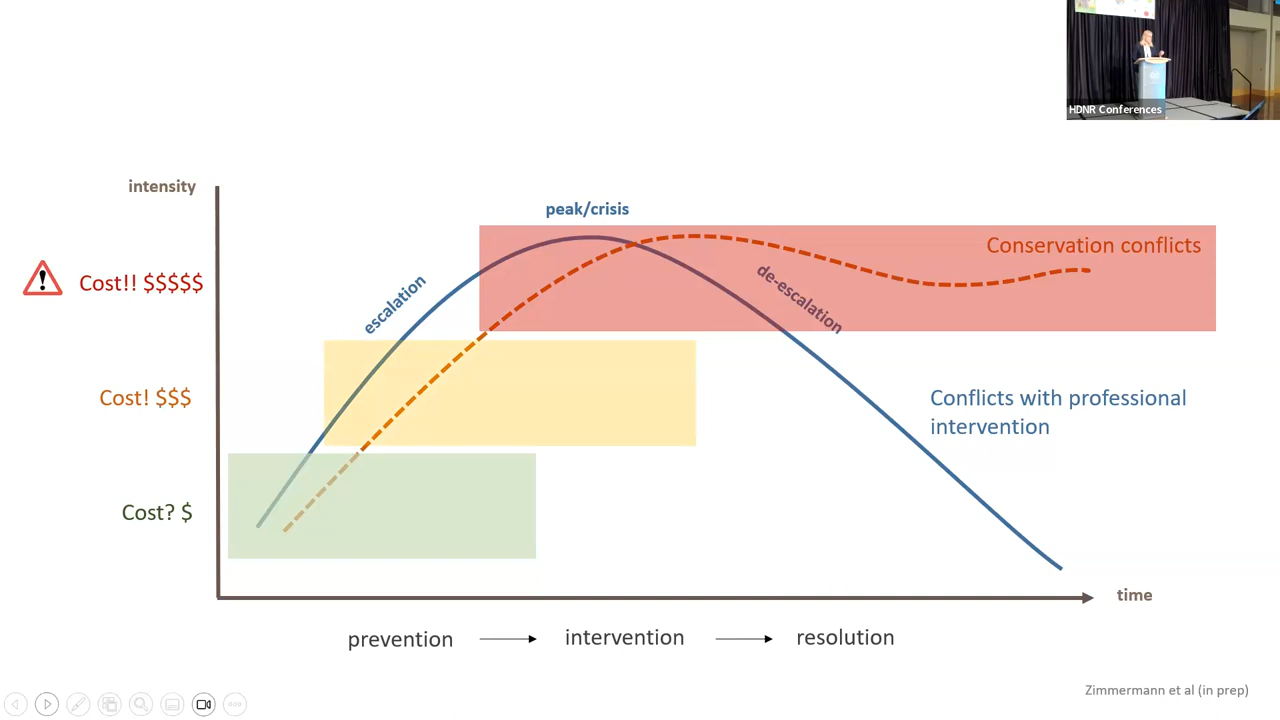 HDNR Conferences
intensity
peak/crisis
Conservation conflicts
Cost!! $$$$$
escalation
de-escalation
Cost! $$$
Conflicts with professional
intervention
Cost? $
time
prevention
intervention
resolution
Zimmermann et al (in prep)